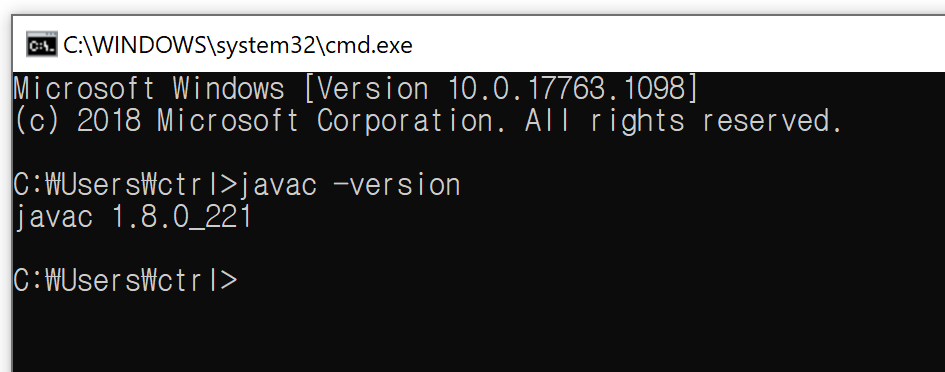 C:\WINDOWS\system32\cmd.exe
Microsoft Windows [Version 10.0.17763.1098]
(c) 2018 Microsoft Corporation. All rights reserved.
C:₩Users₩ctrl>javac -version
javac 1.8.0_221
C:₩Users₩ctrl>